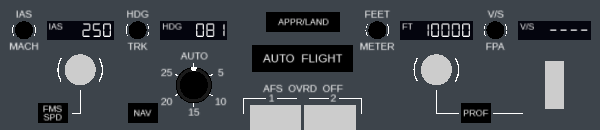 IAS
MACH
IAS 250
HDG
TRK
HDG 081
APPR/LAND
FEET
METER
FT 10000
V/S
FPA
V/S ----
AUTO
25 5
20 10
15
AUTO FLIGHT
AFS OVRD OFF
1 2
FMS
SPD
NAV
PROF